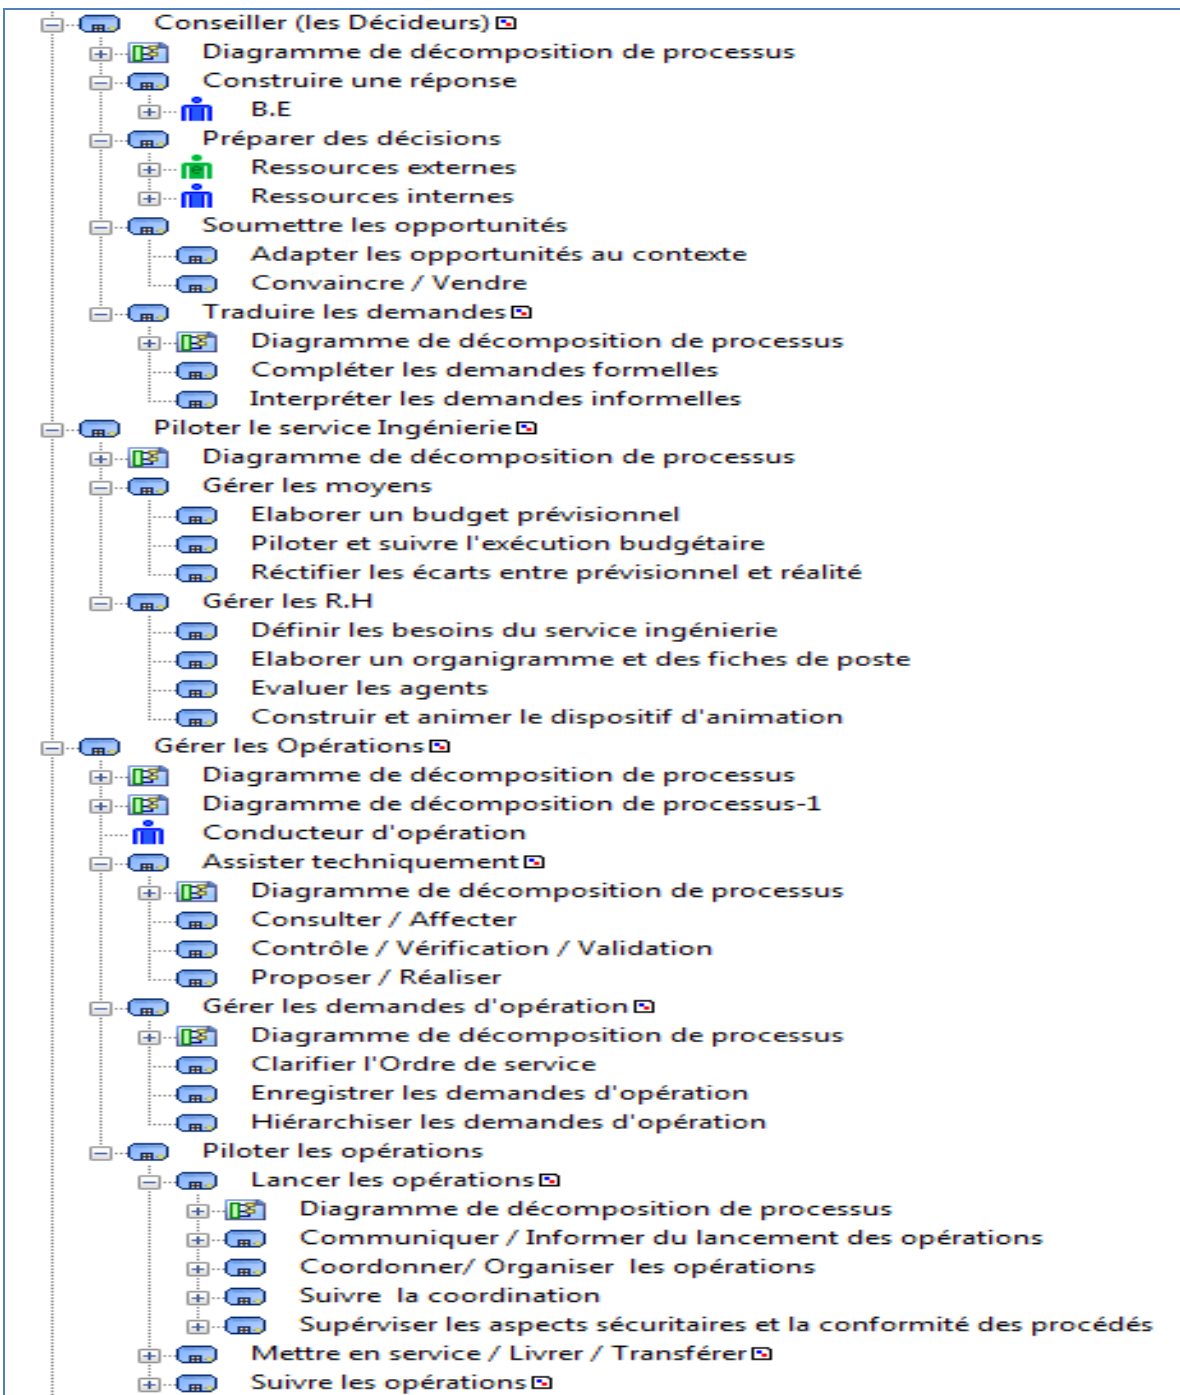 Conseiller (les Décideurs)
Diagramme de décomposition de processus
Construire une réponse
B.E
Préparer des décisions
Ressources externes
Ressources internes
Soumettre les opportunités
Adapter les opportunités au contexte
Convaincre / Vendre
Traduire les demandes
Diagramme de décomposition de processus
Compléter les demandes formelles
Interpréter les demandes informelles
Piloter le service Ingénierie
Diagramme de décomposition de processus
Gérer les moyens
Elaborer un budget prévisionnel
Piloter et suivre l'exécution budgétaire
Réctifier les écarts entre prévisionnel et réalité
Gérer les R.H
Définir les besoins du service ingénierie
Elaborer un organigramme et des fiches de poste
Evaluer les agents
Construir et animer le dispositif d'animation
Gérer les Opérations
Diagramme de décomposition de processus
Diagramme de décomposition de processus-1
Conducteur d'opération
Assister techniquement
Diagramme de décomposition de processus
Consulter / Affecter
Contrôle / Vérification / Validation
Proposer / Réaliser
Gérer les demandes d'opération
Diagramme de décomposition de processus
Clarifier l'Ordre de service
Enregistrer les demandes d'opération
Hiérarchiser les demandes d'opération
Piloter les opérations
Lancer les opérations
Diagramme de décomposition de processus
Communiquer / Informer du lancement des opérations
Coordonner/ Organiser  les opérations
Suivre  la coordination
Supérviser les aspects sécuritaires et la conformité des procédés
Mettre en service / Livrer / Transférer
Suivre les opérations